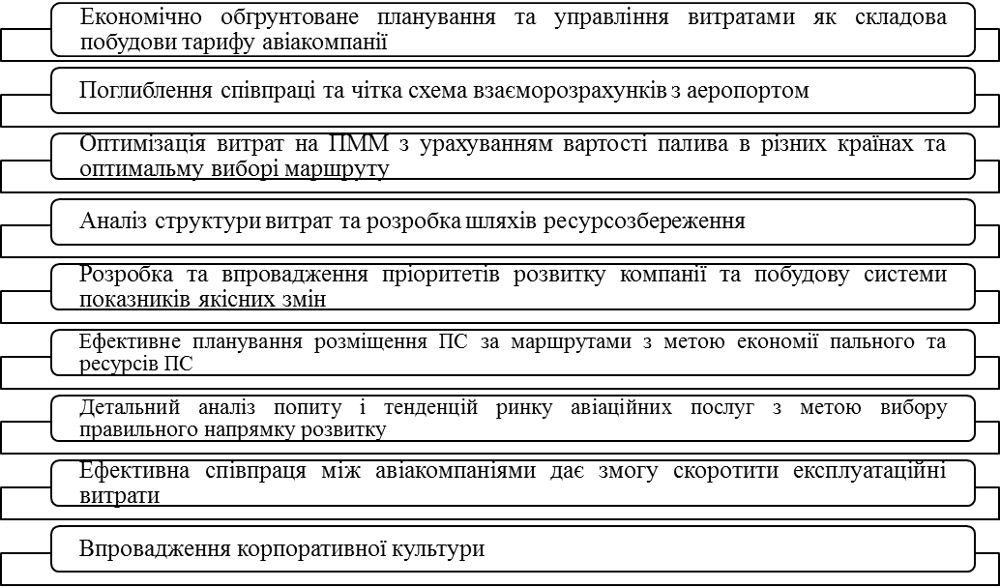 Економічно обгрунтоване планування та управління витратами як складова
побудови тарифу авіакомпанії
Поглиблення співпраці та чітка схема взаєморозрахунків з аеропортом
Оптимізація витрат на ПММ з урахуванням вартості палива в різних країнах та
оптимальму виборі маршруту
Аналіз структури витрат та розробка шляхів ресурсозбереження
Розробка та впровадження пріоритетів розвитку компанії та побудову системи
показників якісних змін
Ефективне планування розміщення ПС за маршрутами з метою економії пального та
ресурсів ПС
Детальний аналіз попиту і тенденцій ринку авіаційних послуг з метою вибору
правильного напрямку розвитку
Ефективна співпраця між авіакомпаніями дає змогу скоротити експлуатаційні
витрати
Впровадження корпоративної культури